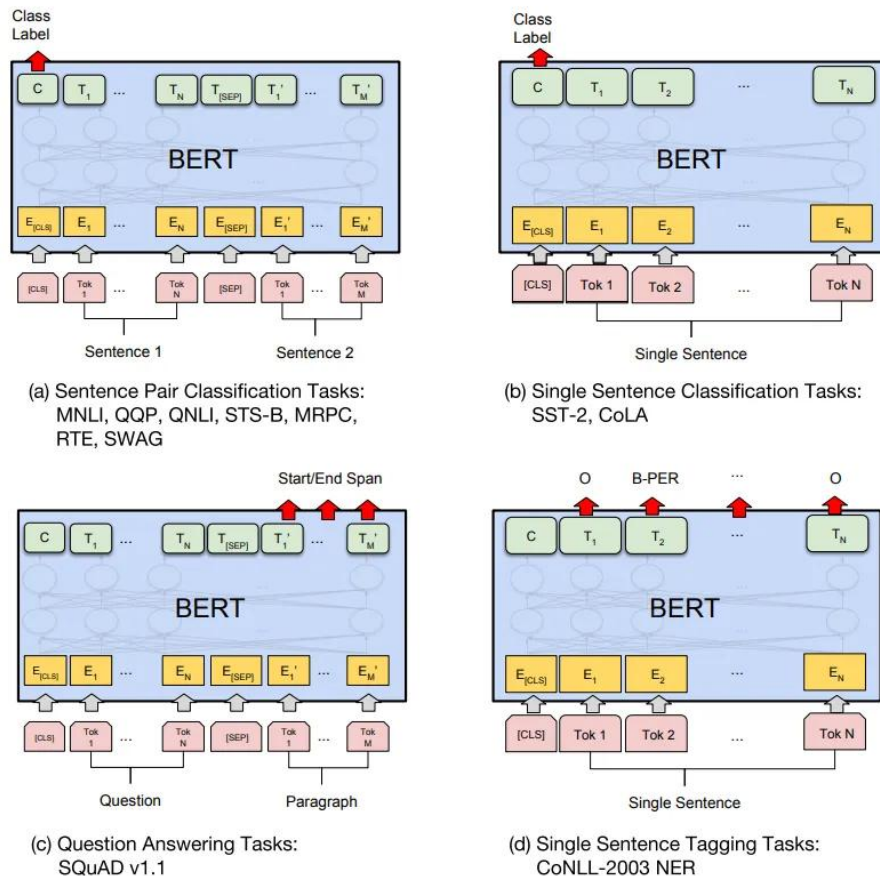 Class
Label
C T1 ... TN T[SEP] T1' ... TM'
BERT
E[CLS] E1 ... EN E[SEP] E1' ... EM'
[CLS] Tok 1 ... Tok N [SEP] Tok 1 ... Tok M
Sentence 1 Sentence 2
(a) Sentence Pair Classification Tasks:
MNLI, QQP, QNLI, STS-B, MRPC,
RTE, SWAG
Class
Label
C T1 T2 ... TN
BERT
E[CLS] E1 E2 EN
[CLS] Tok 1 Tok 2 ... Tok N
Single Sentence
(b) Single Sentence Classification Tasks:
SST-2, CoLA
Start/End Span
C T1 ... TN T[SEP] T1' ... TM'
BERT
E[CLS] E1 ... EN E[SEP] E1' ... EM'
[CLS] Tok 1 ... Tok N [SEP] Tok 1 ... Tok M
Question Paragraph
(c) Question Answering Tasks:
SQuAD v1.1
O B-PER ... O
C T1 T2 ... TN
BERT
E[CLS] E1 E2 ... EN
[CLS] Tok 1 Tok 2 ... Tok N
Single Sentence
(d) Single Sentence Tagging Tasks:
CoNLL-2003 NER